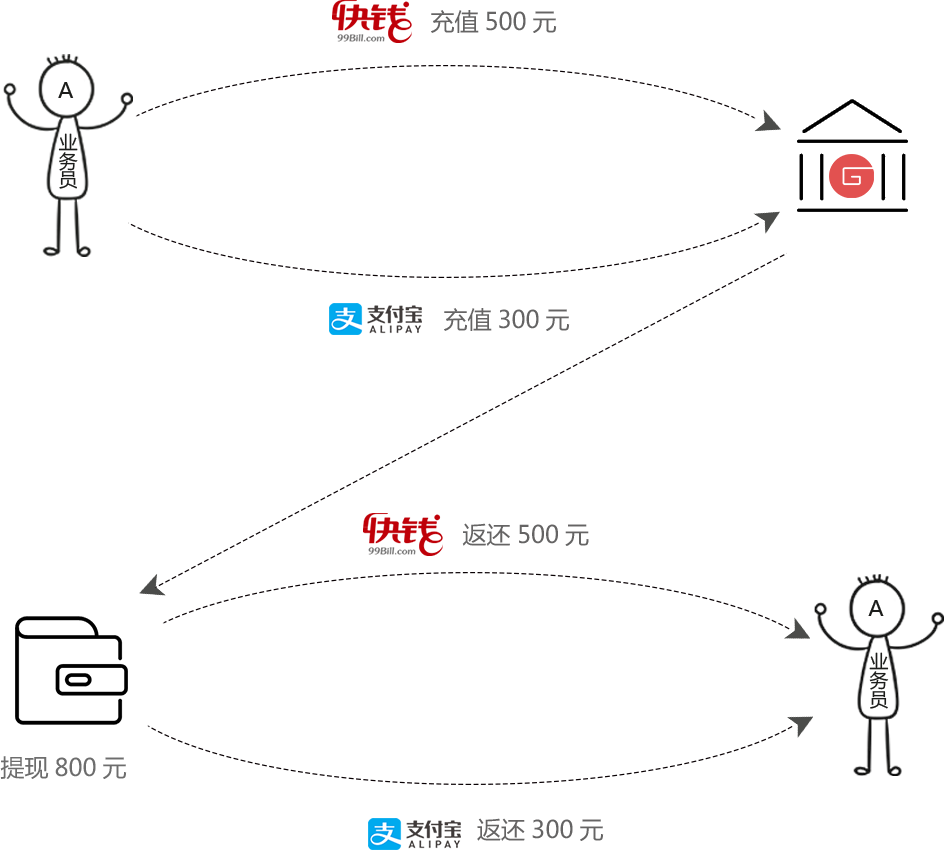 快钱 充值 500 元
99Bill.com
A
业务员
G
支付宝 充值 300 元
ALIPAY
快钱 返还 500 元
99Bill.com
A
业务员
提现 800 元
支付宝 返还 300 元
ALIPAY